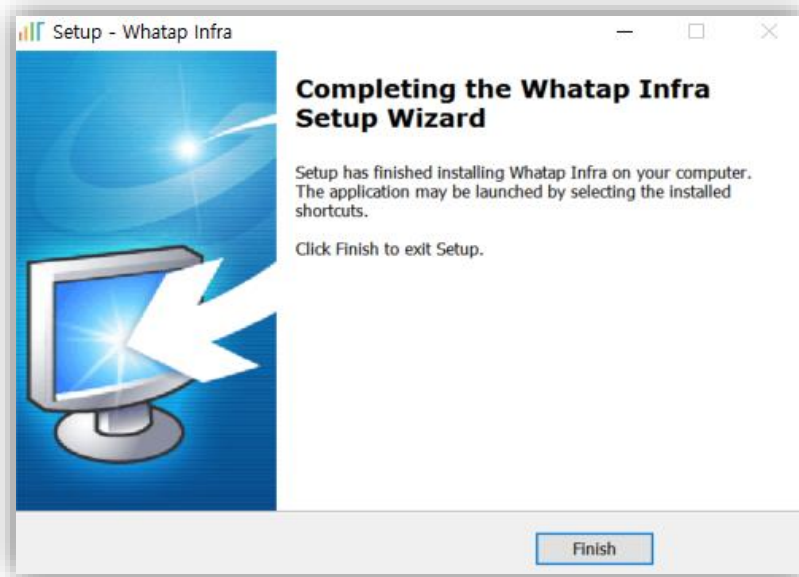 Setup - Whatap Infra
Completing the Whatap Infra
Setup Wizard
Setup has finished installing Whatap Infra on your computer.
The application may be launched by selecting the installed
shortcuts.
Click Finish to exit Setup.
Finish